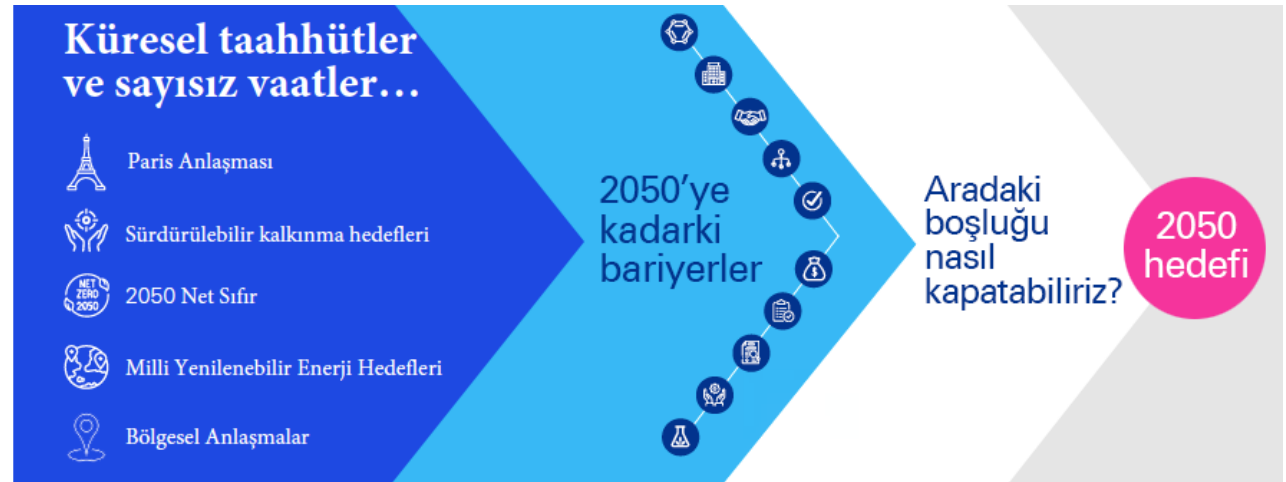 Küresel taahhütler
ve sayısız vaatler…
Paris Anlaşması
Sürdürülebilir kalkınma hedefleri
NET
ZERO
2050
2050 Net Sıfır
Milli Yenilenebilir Enerji Hedefleri
Bölgesel Anlaşmalar
2050’ye
kadarki
bariyerler
Aradaki
boşluğu
nasıl
kapatabiliriz?
2050
hedefi